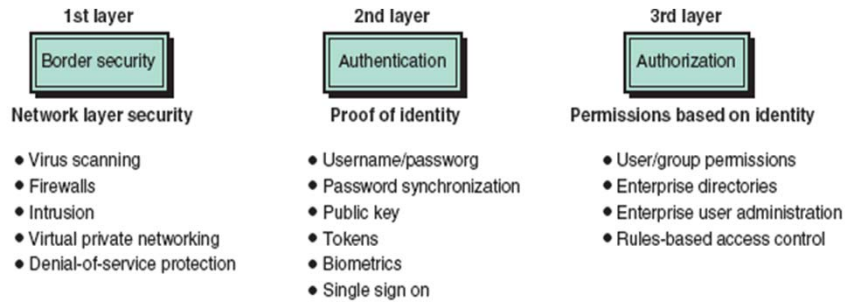 1st layer
Border security
Network layer security
• Virus scanning
• Firewalls
• Intrusion
• Virtual private networking
• Denial-of-service protection
2nd layer
Authentication
Proof of identity
• Username/passworg
• Password synchronization
• Public key
• Tokens
• Biometrics
• Single sign on
3rd layer
Authorization
Permissions based on identity
• User/group permissions
• Enterprise directories
• Enterprise user administration
• Rules-based access control